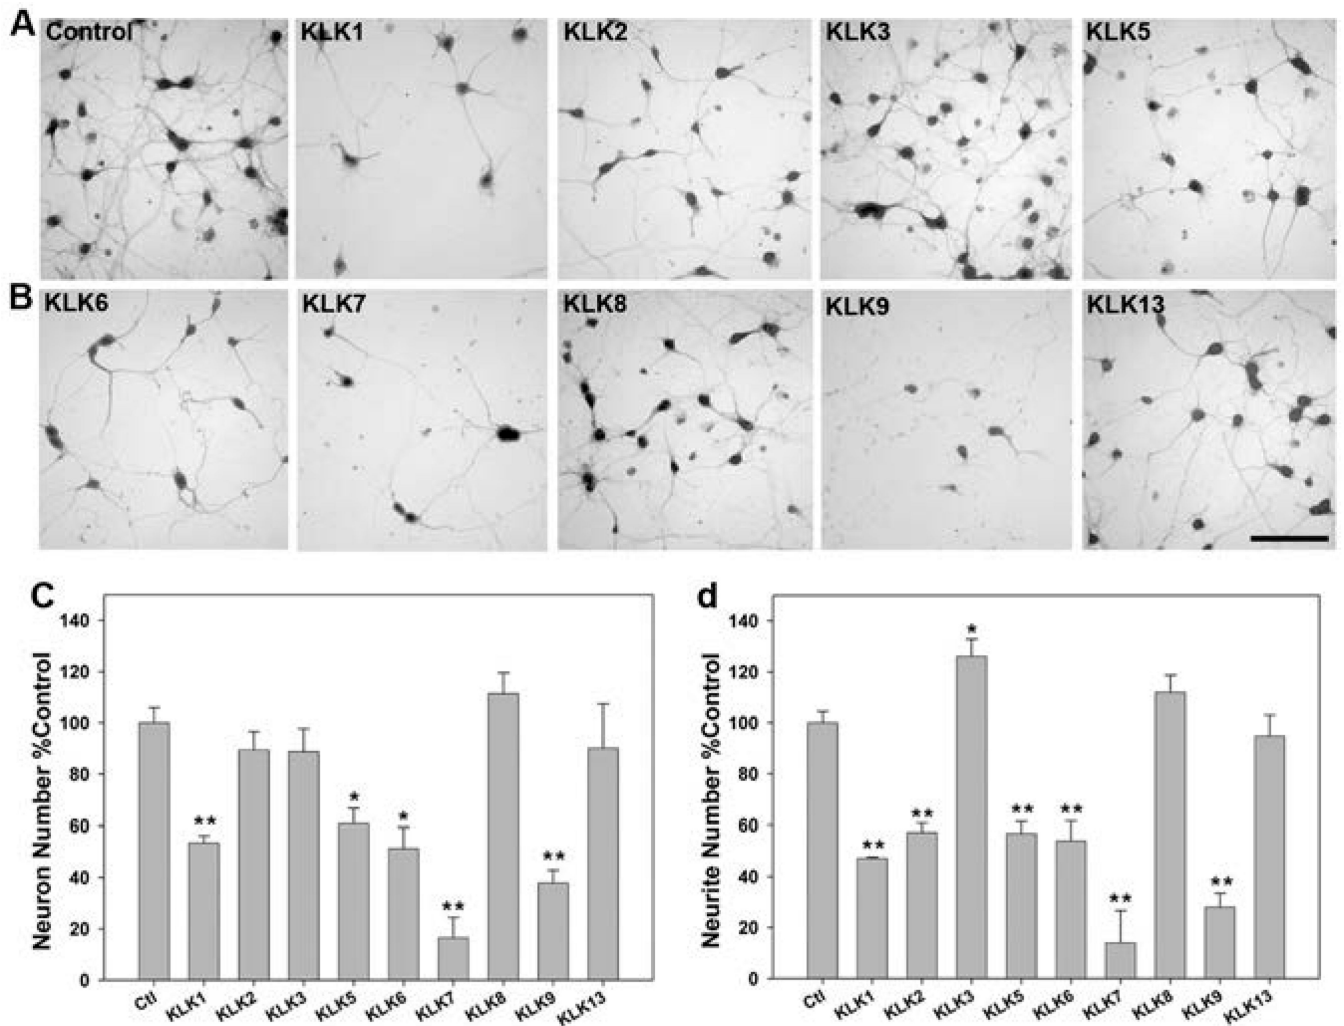 A
Control
KLK1
KLK2
KLK3
KLK5
B
KLK6
KLK7
KLK8
KLK9
KLK13
C
Neuron Number %Control
140
120
100
80
60
40
20
0
**
*
*
**
**
Ctl
KLK1
KLK2
KLK3
KLK5
KLK6
KLK7
KLK8
KLK9
KLK13
d
Neurite Number %Control
140
120
100
80
60
40
20
0
**
**
*
**
**
**
**
Ctl
KLK1
KLK2
KLK3
KLK5
KLK6
KLK7
KLK8
KLK9
KLK13